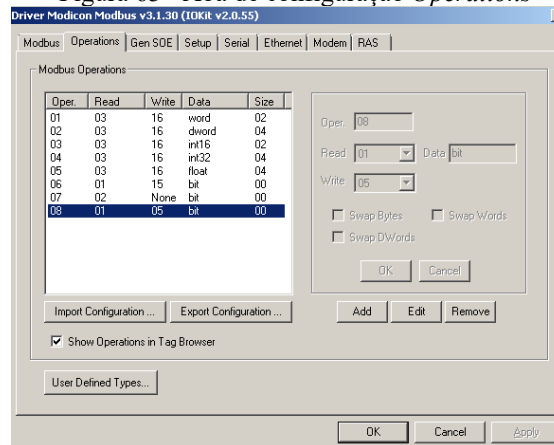 Driver Modicon Modbus v3.1.30 (IOKit v2.0.55)
Modbus Operations Gen SOE Setup Serial Ethernet Modem RAS
Modbus Operations
Oper. Read Write Data Size
01 03 16 word 02
02 03 16 dword 04
03 03 16 int16 02
04 03 16 int32 04
05 03 16 float 04
06 01 15 bit 00
07 02 None bit 00
08 01 05 bit 00
Oper. 08
Read 01 Data bit
Write 05
Swap Bytes Swap Words
Swap DWords
OK Cancel
Import Configuration ... Export Configuration ... Add Edit Remove
Show Operations in Tag Browser
User Defined Types...
OK Cancel Apply